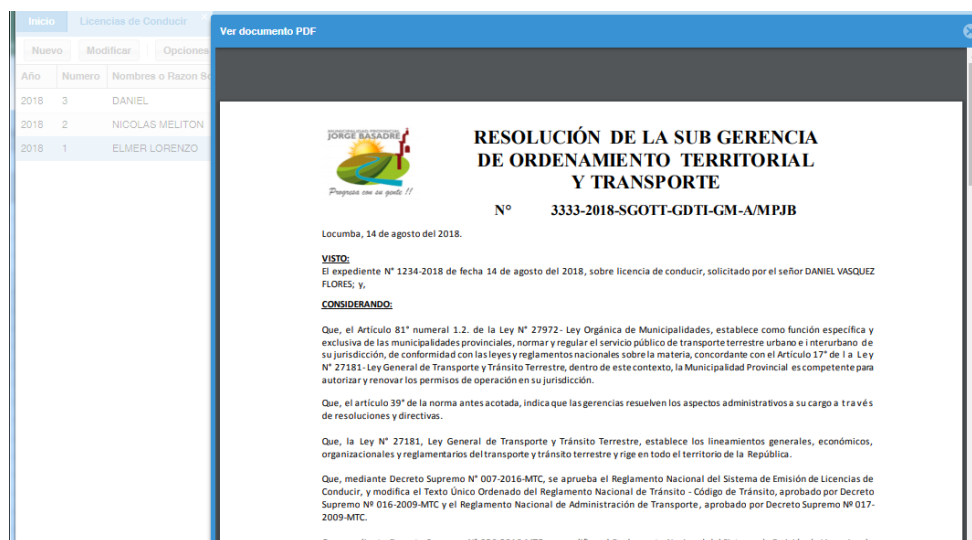 Inicio
Licencias de Conducir
Nuevo
Modificar
Opciones
Año
Numero
Nombres o Razon So
2018
3
DANIEL
2018
2
NICOLAS MELITON
2018
1
ELMER LORENZO
Ver documento PDF
JORGE BASADRE
Progresa con su gente !!
RESOLUCIÓN DE LA SUB GERENCIA
DE ORDENAMIENTO TERRITORIAL
Y TRANSPORTE
N° 3333-2018-SGOTT-GDTI-GM-A/MPJB
Locumba, 14 de agosto del 2018.
VISTO:
El expediente N° 1234-2018 de fecha 14 de agosto del 2018, sobre licencia de conducir, solicitado por el señor DANIEL VASQUEZ
FLORES; y,
CONSIDERANDO:
Que, el Artículo 81° numeral 1.2. de la Ley N° 27972- Ley Orgánica de Municipalidades, establece como función específica y
exclusiva de las municipalidades provinciales, normar y regular el servicio público de transporte terrestre urbano e interurbano de
su jurisdicción, de conformidad con las leyes y reglamentos nacionales sobre la materia, concordante con el Artículo 17° de la Ley
N° 27181- Ley General de Transporte y Tránsito Terrestre, dentro de este contexto, la Municipalidad Provincial es competente para
autorizar y renovar los permisos de operación en su jurisdicción.
Que, el artículo 39° de la norma antes acotada, indica que las gerencias resuelven los aspectos administrativos a su cargo a través
de resoluciones y directivas.
Que, la Ley N° 27181, Ley General de Transporte y Tránsito Terrestre, establece los lineamientos generales, económicos,
organizacionales y reglamentarios del transporte y tránsito terrestre y rige en todo el territorio de la República.
Que, mediante Decreto Supremo N° 007-2016-MTC, se aprueba el Reglamento Nacional del Sistema de Emisión de Licencias de
Conducir, y modifica el Texto Único Ordenado del Reglamento Nacional de Tránsito - Código de Tránsito, aprobado por Decreto
Supremo Nº 016-2009-MTC y el Reglamento Nacional de Administración de Transporte, aprobado por Decreto Supremo Nº 017-
2009-MTC.